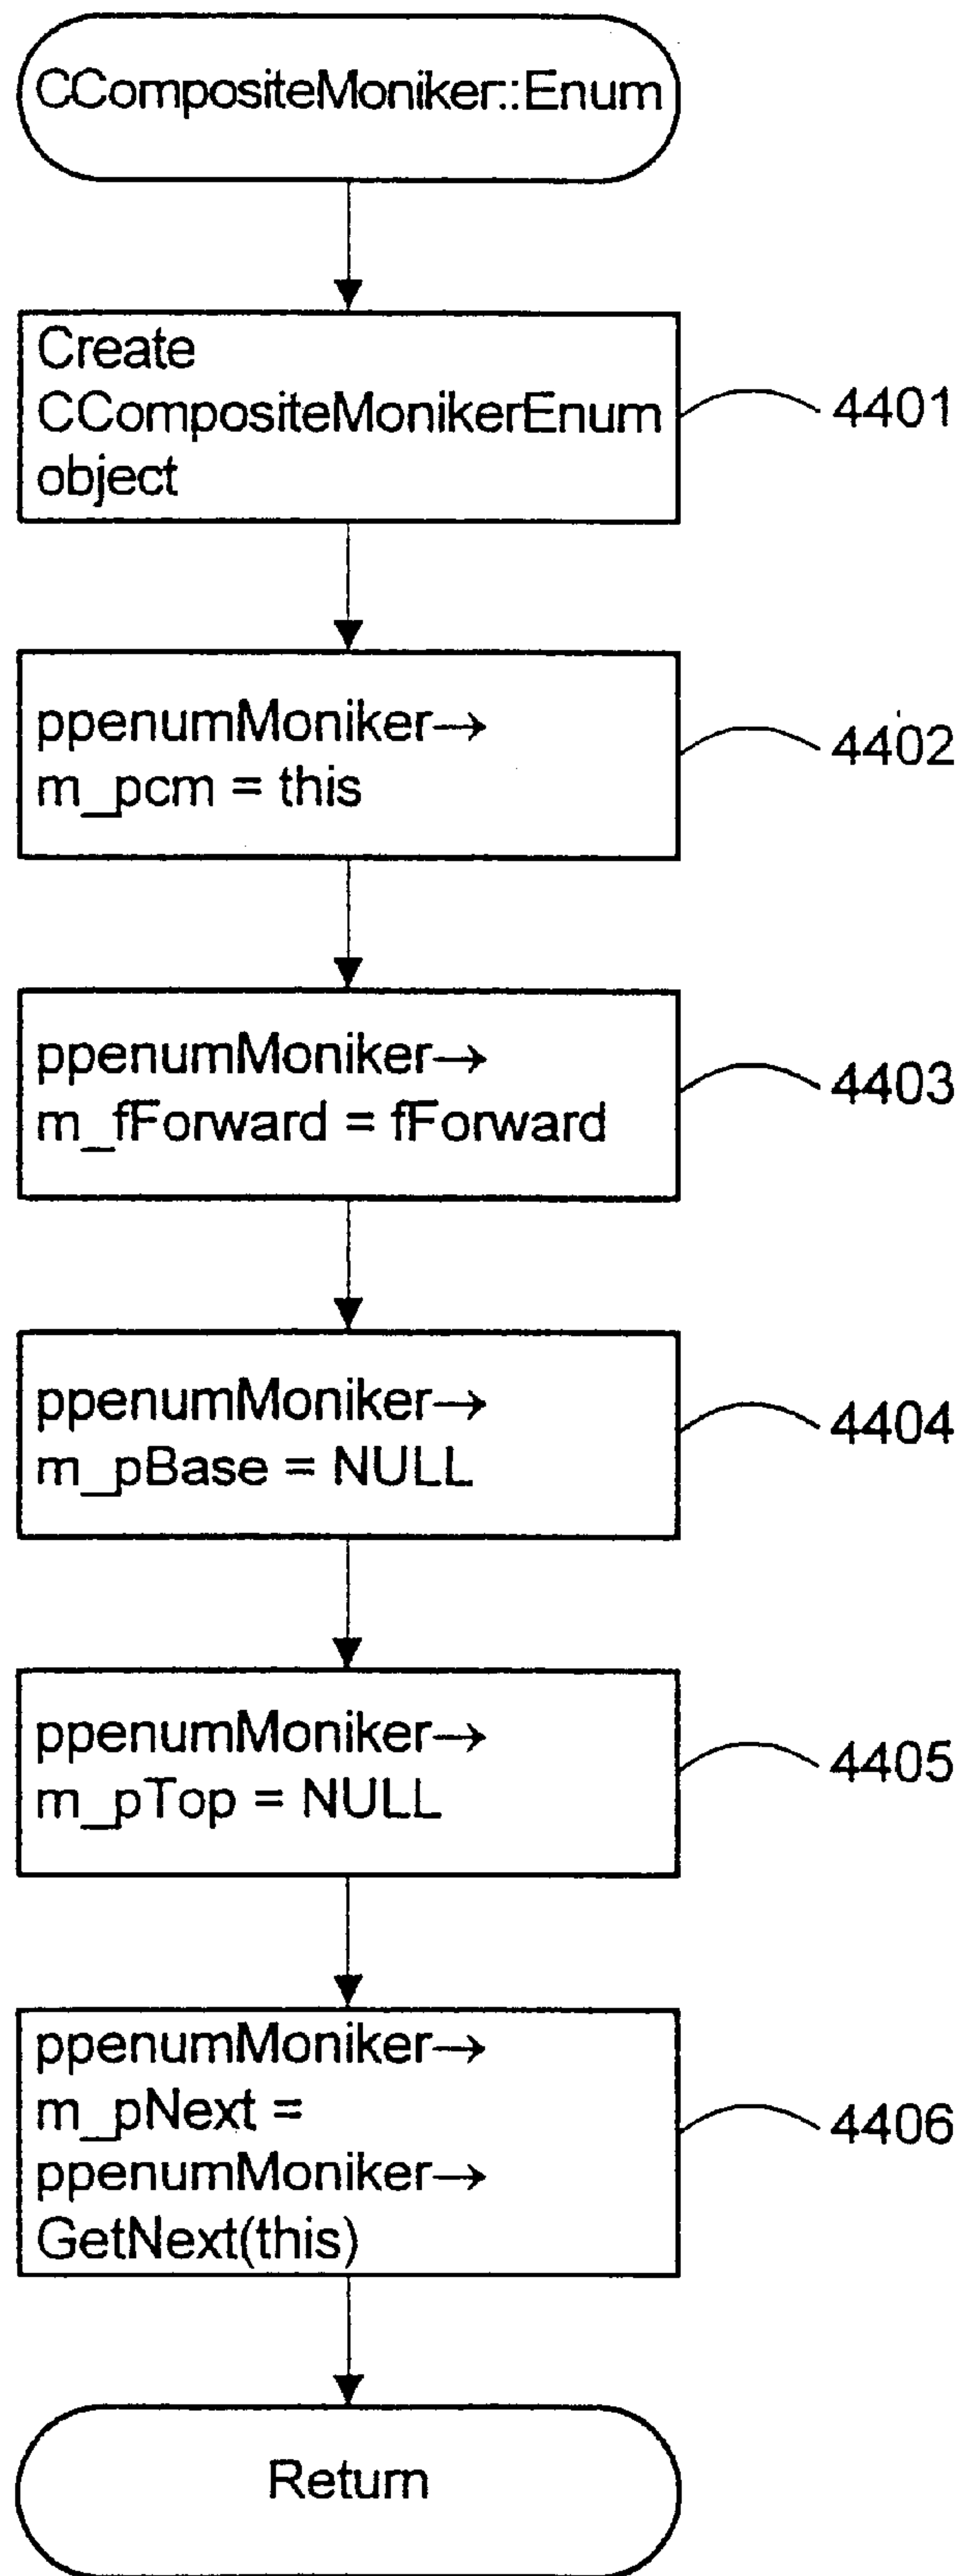 CCompositeMoniker::Enum
Create
CCompositeMonikerEnum
object
4401
ppenumMoniker→
m_pcm = this
4402
ppenumMoniker→
m_fForward = fForward
4403
ppenumMoniker→
m_pBase = NULL
4404
ppenumMoniker→
m_pTop = NULL
4405
ppenumMoniker→
m_pNext =
ppenumMoniker→
GetNext(this)
4406
Return